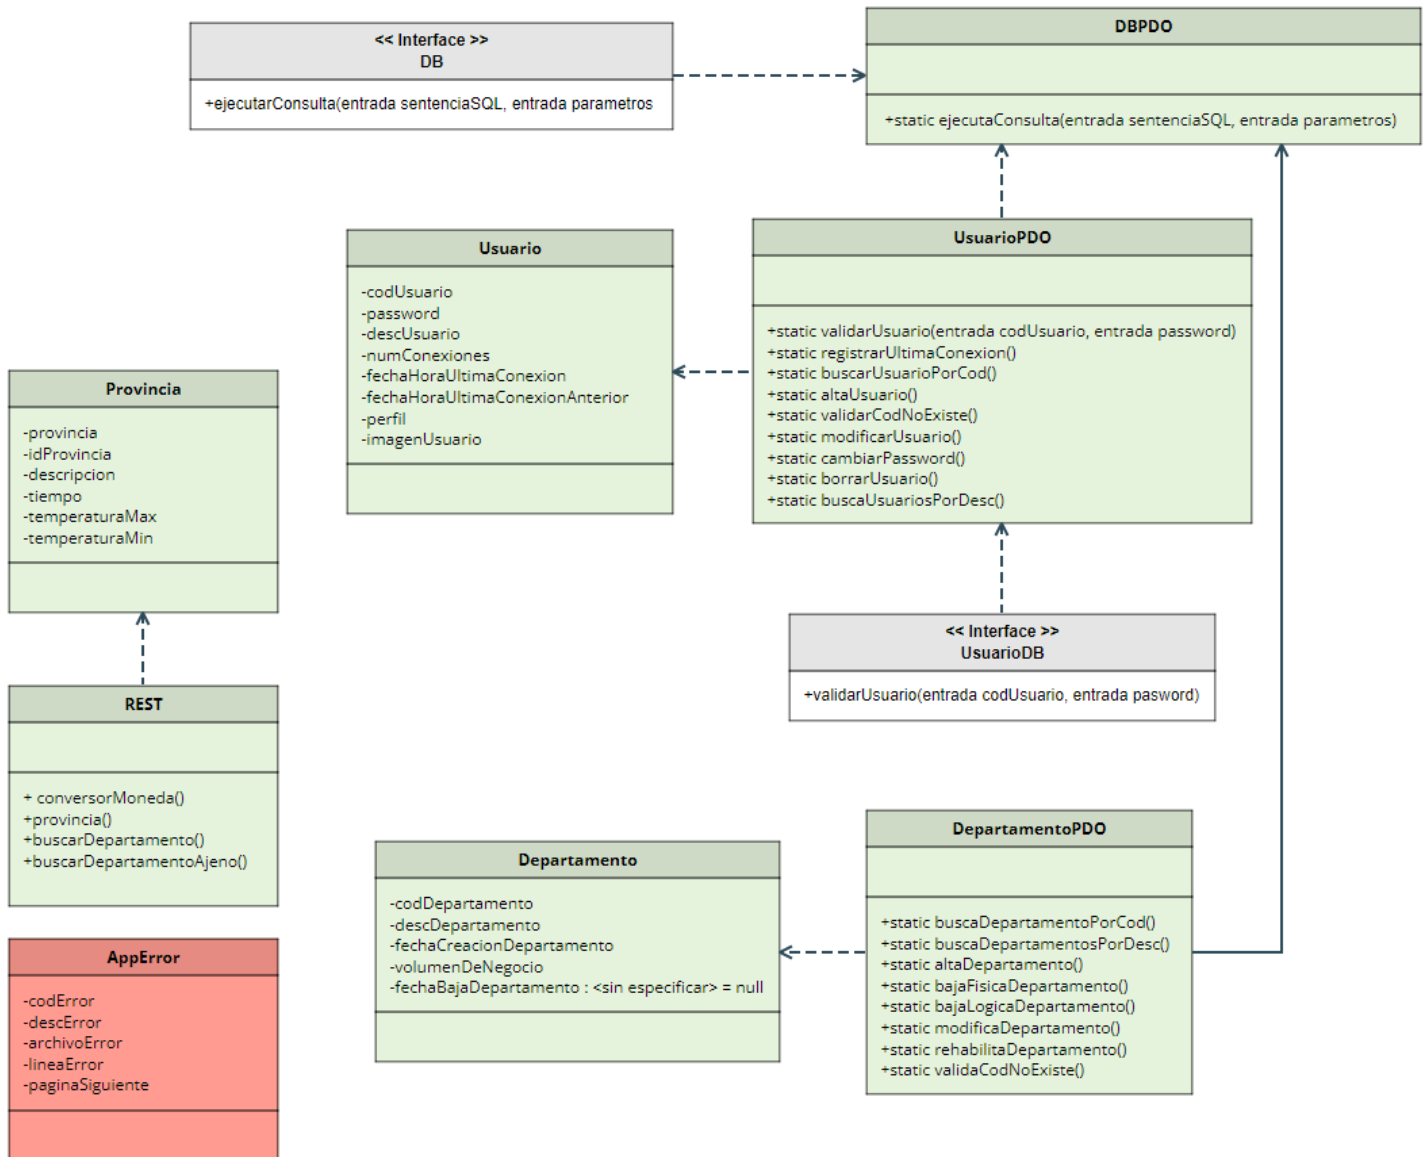 << Interface >>
DB
+ejecutarConsulta(entrada sentenciaSQL, entrada parametros
DBPDO
+static ejecutaConsulta(entrada sentenciaSQL, entrada parametros)
Usuario
-codUsuario
-password
-descUsuario
-numConexiones
-fechaHoraUltimaConexion
-fechaHoraUltimaConexionAnterior
-perfil
-imagenUsuario
UsuarioPDO
+static validarUsuario(entrada codUsuario, entrada password)
+static registrarUltimaConexion()
+static buscarUsuarioPorCod()
+static altaUsuario()
+static validarCodNoExiste()
+static modificarUsuario()
+static cambiarPassword()
+static borrarUsuario()
+static buscaUsuariosPorDesc()
Provincia
-provincia
-idProvincia
-descripcion
-tiempo
-temperaturaMax
-temperaturaMin
<< Interface >>
UsuarioDB
+validarUsuario(entrada codUsuario, entrada pasword)
REST
+ conversorMoneda()
+provincia()
+buscarDepartamento()
+buscarDepartamentoAjeno()
Departamento
-codDepartamento
-descDepartamento
-fechaCreacionDepartamento
-volumenDeNegocio
-fechaBajaDepartamento : <sin especificar> = null
DepartamentoPDO
+static buscaDepartamentoPorCod()
+static buscaDepartamentosPorDesc()
+static altaDepartamento()
+static bajaFisicaDepartamento()
+static bajaLogicaDepartamento()
+static modificaDepartamento()
+static rehabilitaDepartamento()
+static validaCodNoExiste()
AppError
-codError
-descError
-archivoError
-lineaError
-paginaSiguiente